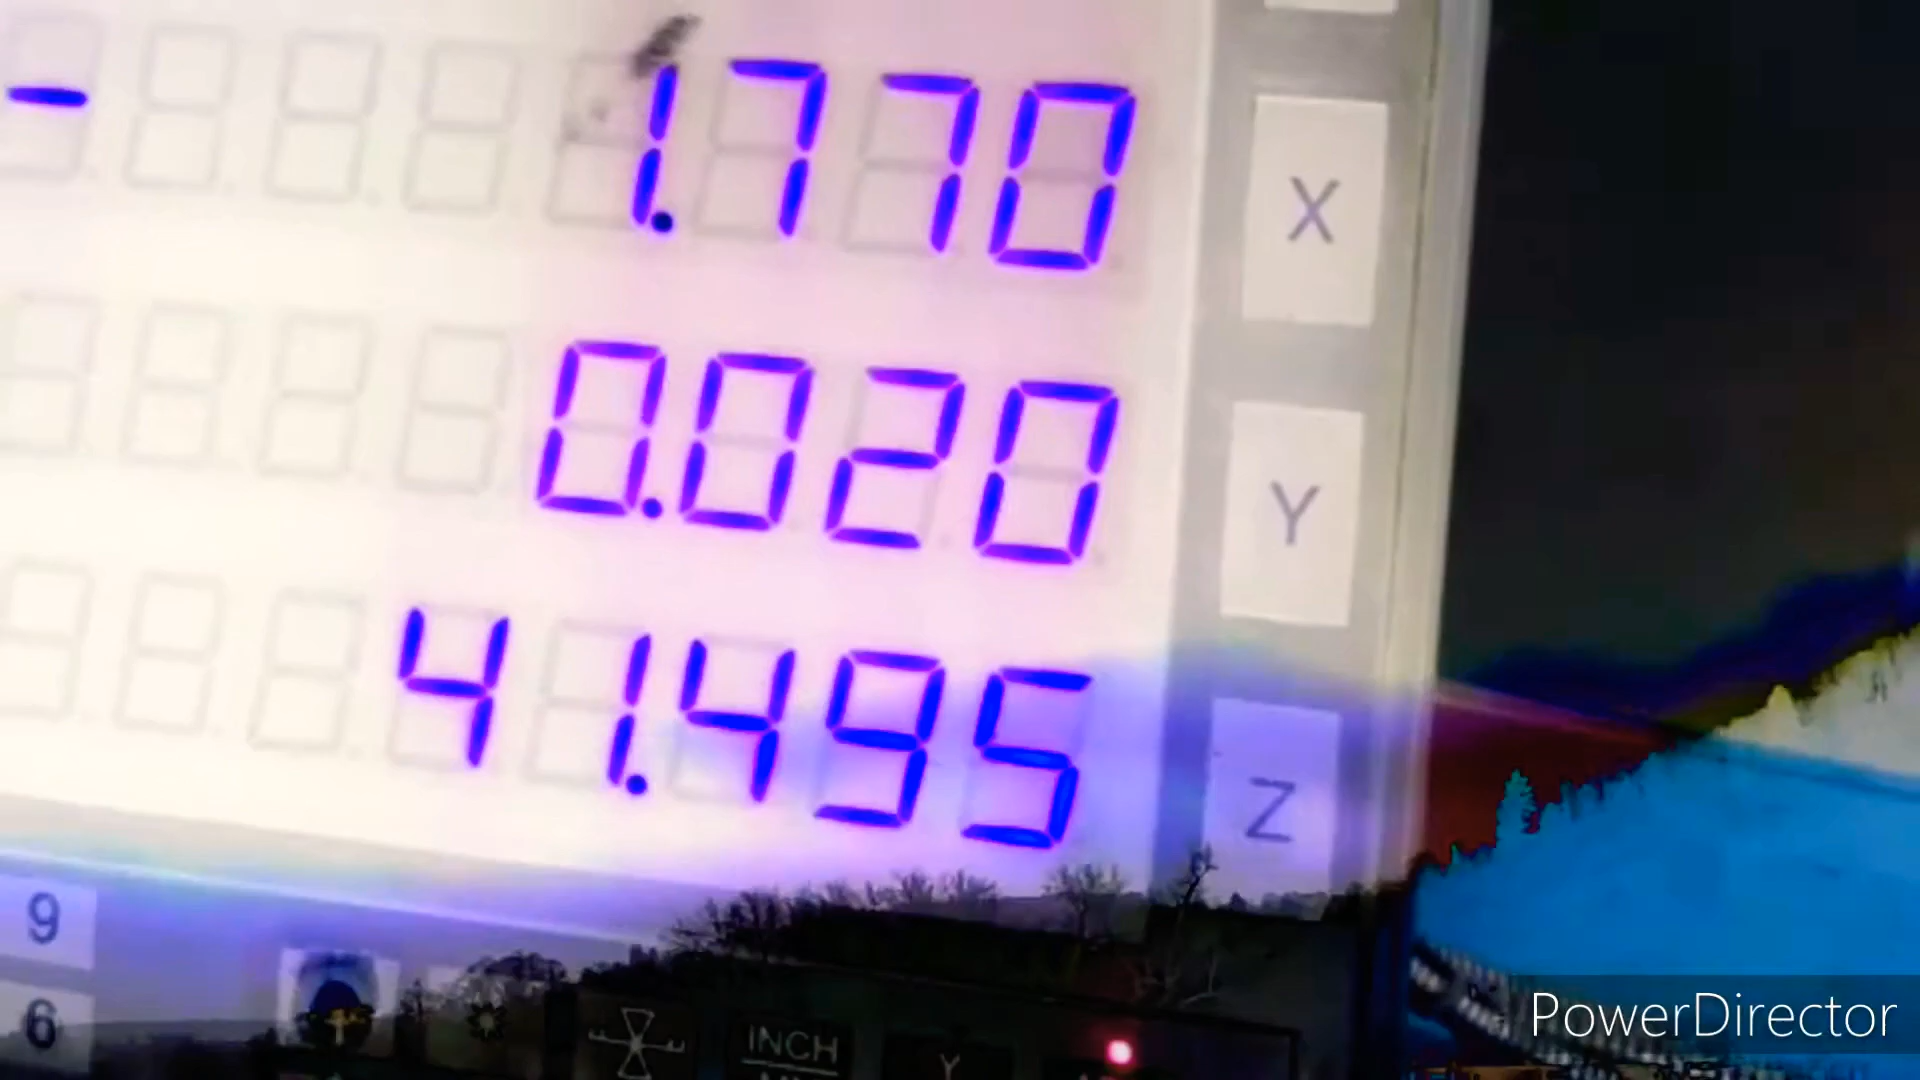 - 1.770 X
0.020 Y
41.495 Z
9
6
INCH
Y
PowerDirector